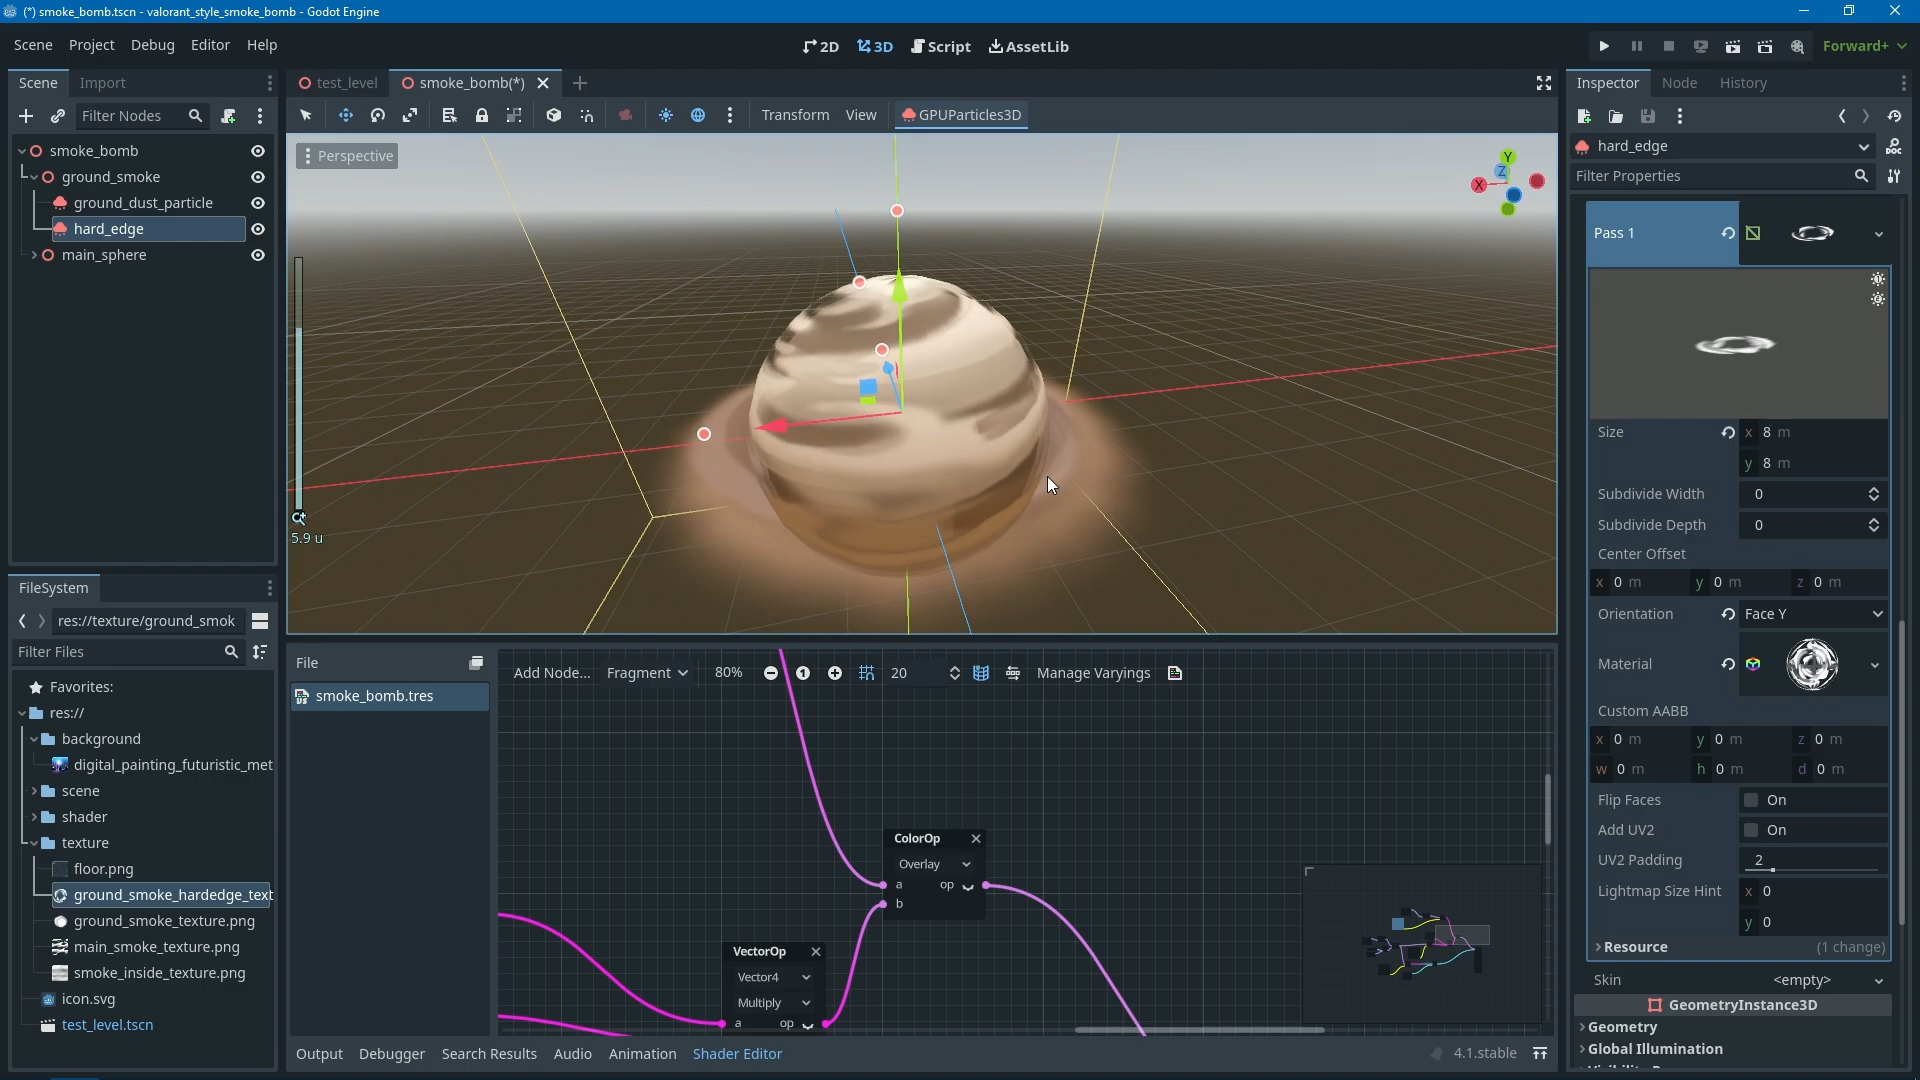 (*) smoke_bomb.tscn - valorant_style_smoke_bomb - Godot Engine
Scene Project Debug Editor Help
2D 3D Script AssetLib
Forward+
Scene Import
test_level smoke_bomb(*)
Inspector Node History
Filter Nodes
Transform View GPUParticles3D
hard_edge
Filter Properties
smoke_bomb
ground_smoke
ground_dust_particle
hard_edge
main_sphere
Perspective
Y
Z
X
5.9 u
Pass 1
Size x 8 m
y 8 m
Subdivide Width 0
Subdivide Depth 0
Center Offset
x 0 m y 0 m z 0 m
Orientation Face Y
Material
Custom AABB
x 0 m y 0 m z 0 m
w 0 m h 0 m d 0 m
Flip Faces On
Add UV2 On
UV2 Padding 2
Lightmap Size Hint x 0
y 0
Resource (1 change)
Skin <empty>
GeometryInstance3D
Geometry
Global Illumination
FileSystem
res://texture/ground_smok
Filter Files
Favorites:
res://
background
digital_painting_futuristic_met
scene
shader
texture
floor.png
ground_smoke_hardedge_text
ground_smoke_texture.png
main_smoke_texture.png
smoke_inside_texture.png
icon.svg
test_level.tscn
File
smoke_bomb.tres
Add Node... Fragment 80% 20 Manage Varyings
ColorOp
Overlay
a op
b
VectorOp
Vector4
Multiply
a op
Output Debugger Search Results Audio Animation Shader Editor 4.1.stable